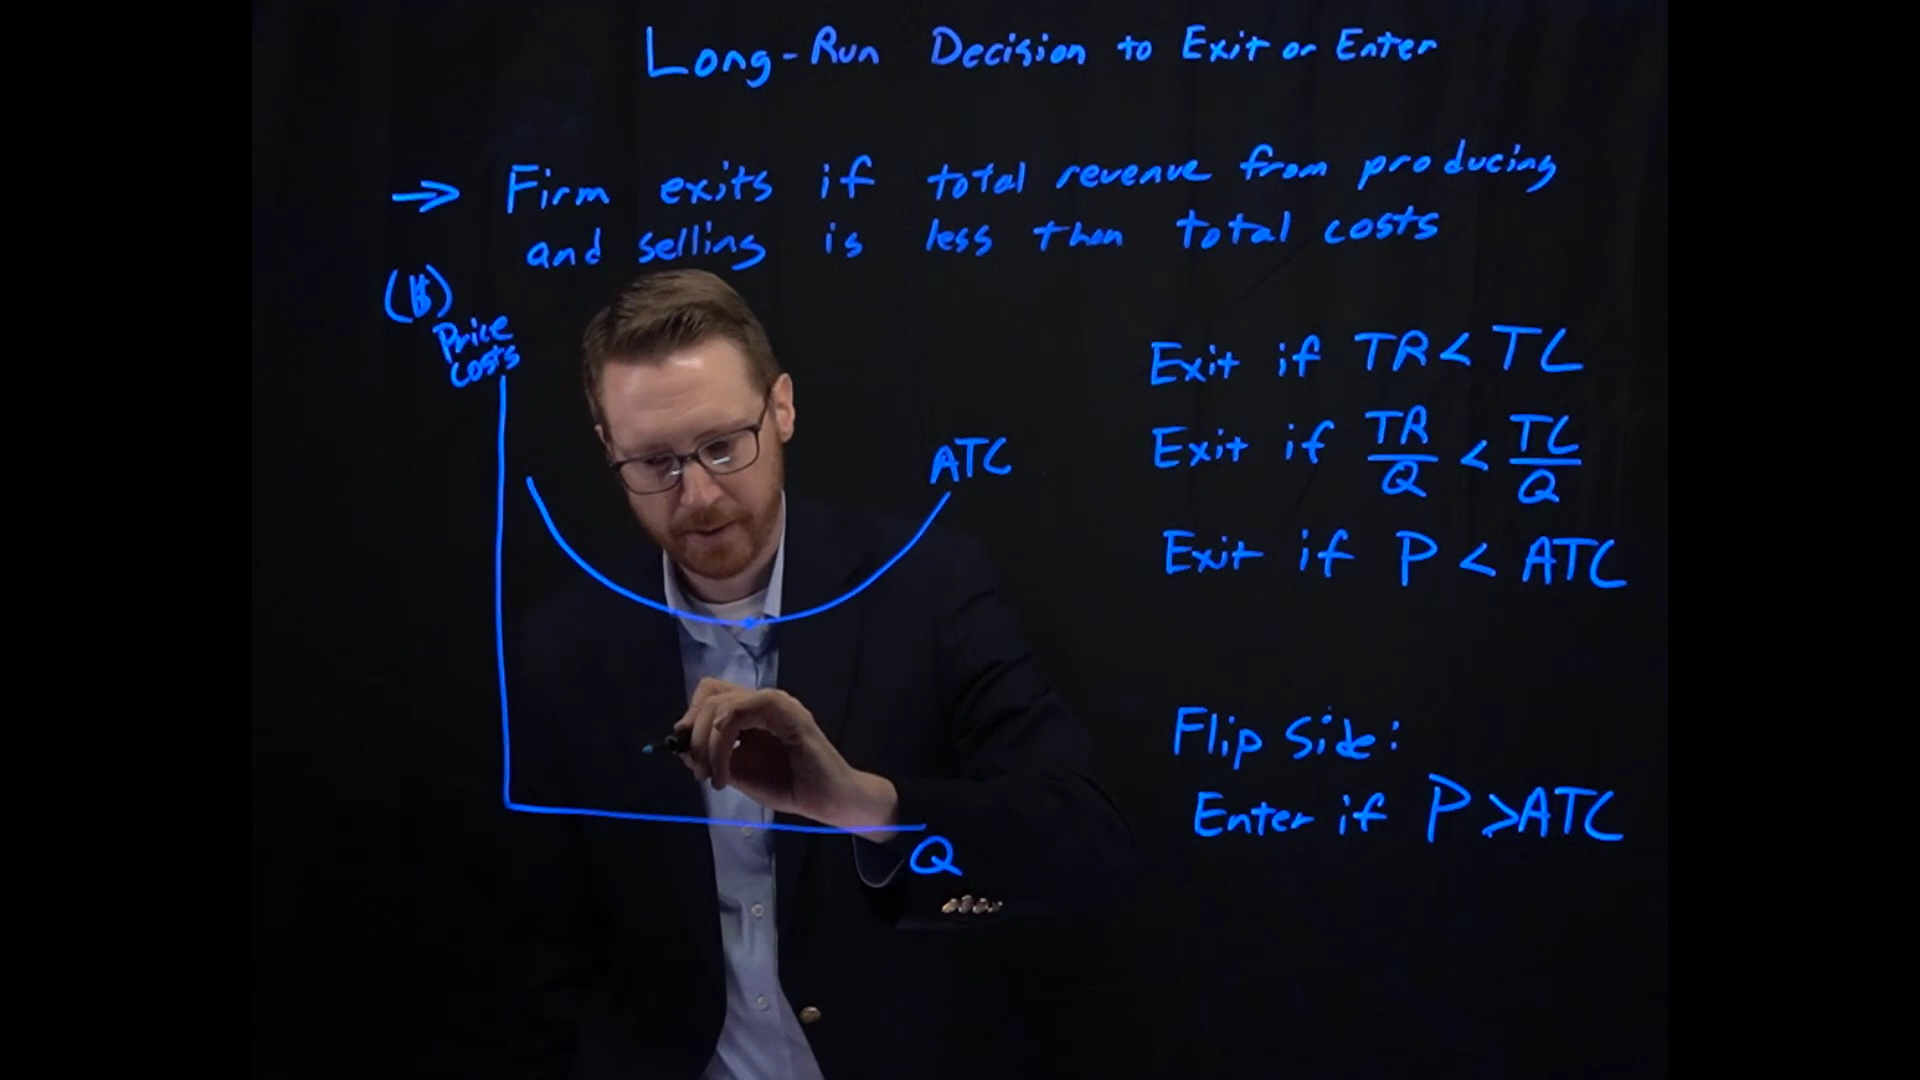 Long-Run Decision to Exit or Enter
→ Firm exits if total revenue from producing
and selling is less than total costs
($)
Price
costs
ATC
Q
Exit if TR < TC
Exit if TR/Q < TC/Q
Exit if P < ATC
Flip Side:
Enter if P > ATC